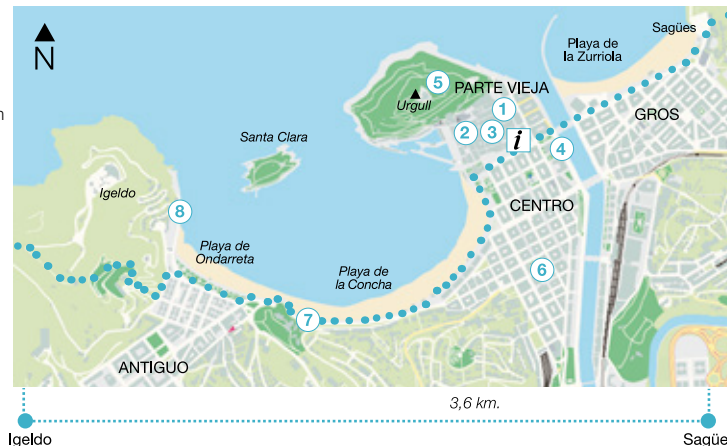 N
Sagües
Playa de
la Zurriola
5
PARTE VIEJA
Urgull
1
GROS
2
3
i
4
Santa Clara
Igeldo
CENTRO
8
Playa de
Ondarreta
Playa de
la Concha
6
7
ANTIGUO
3,6 km.
Igeldo
Sagüe